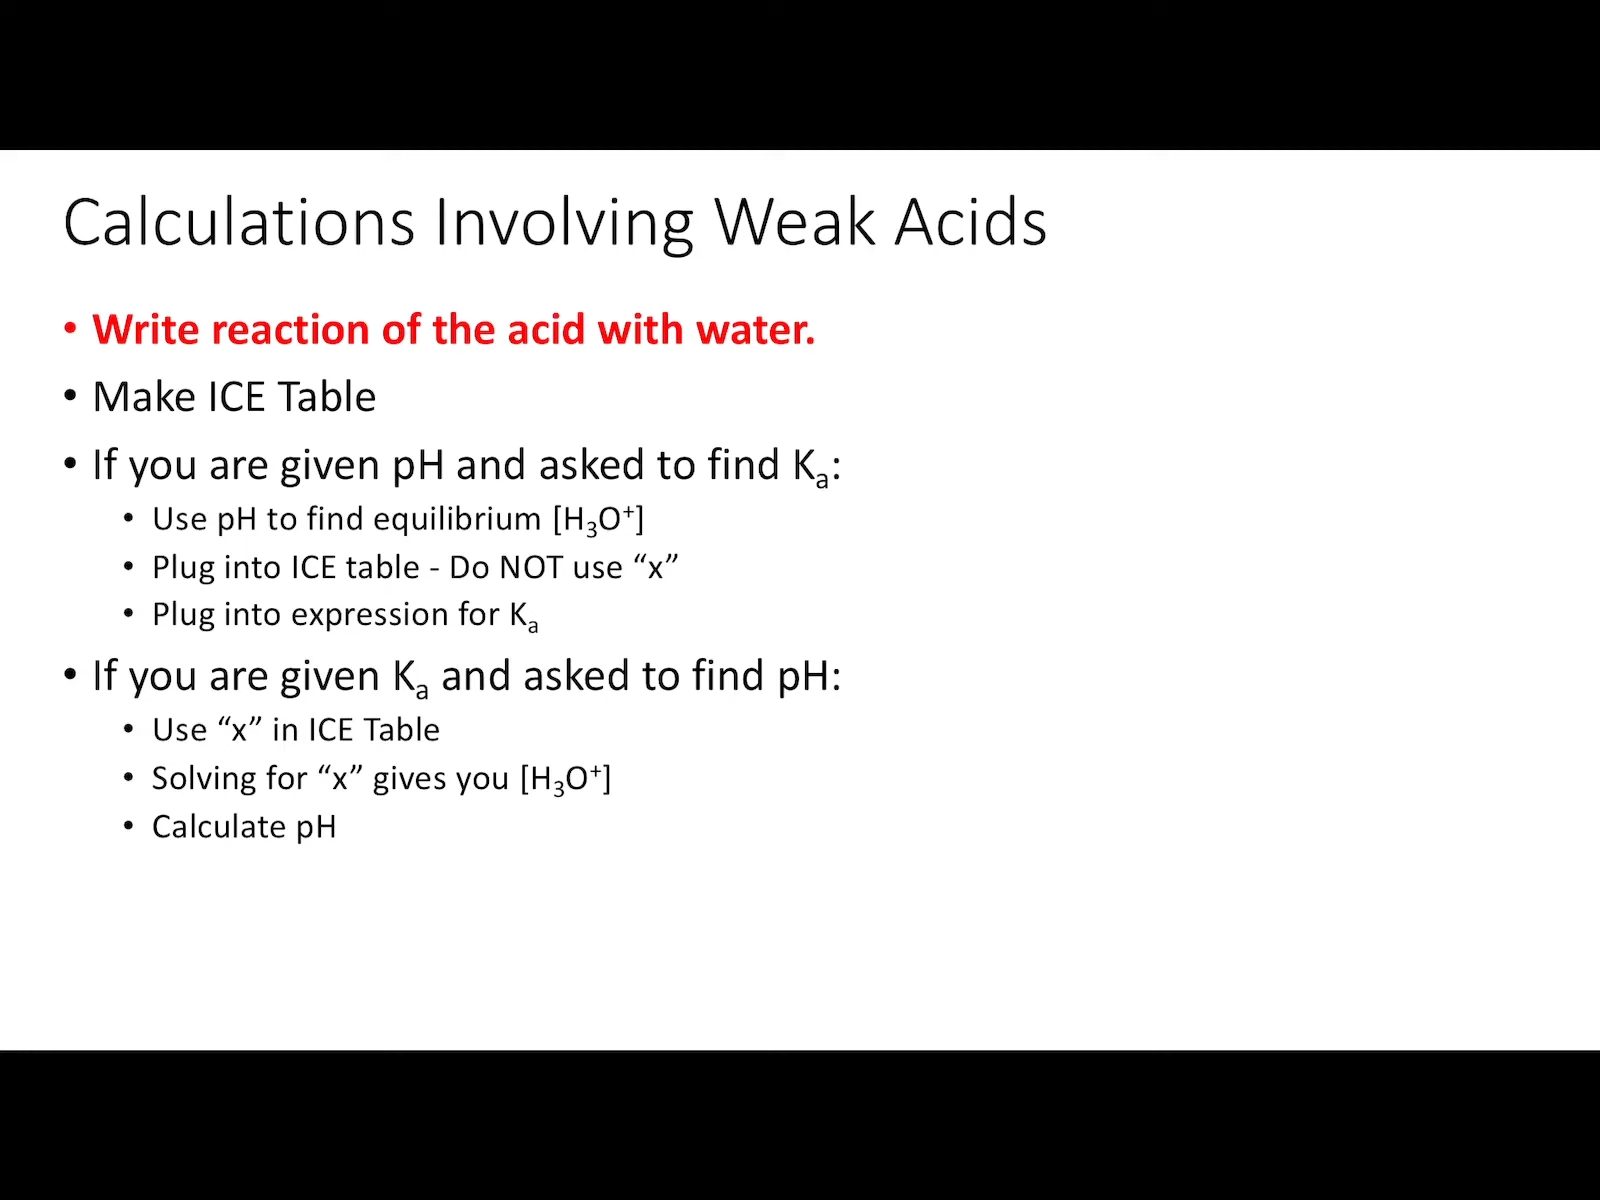 Calculations Involving Weak Acids
• Write reaction of the acid with water.
• Make ICE Table
• If you are given pH and asked to find Kₐ:
• Use pH to find equilibrium [H₃O⁺]
• Plug into ICE table - Do NOT use “x”
• Plug into expression for Kₐ
• If you are given Kₐ and asked to find pH:
• Use “x” in ICE Table
• Solving for “x” gives you [H₃O⁺]
• Calculate pH